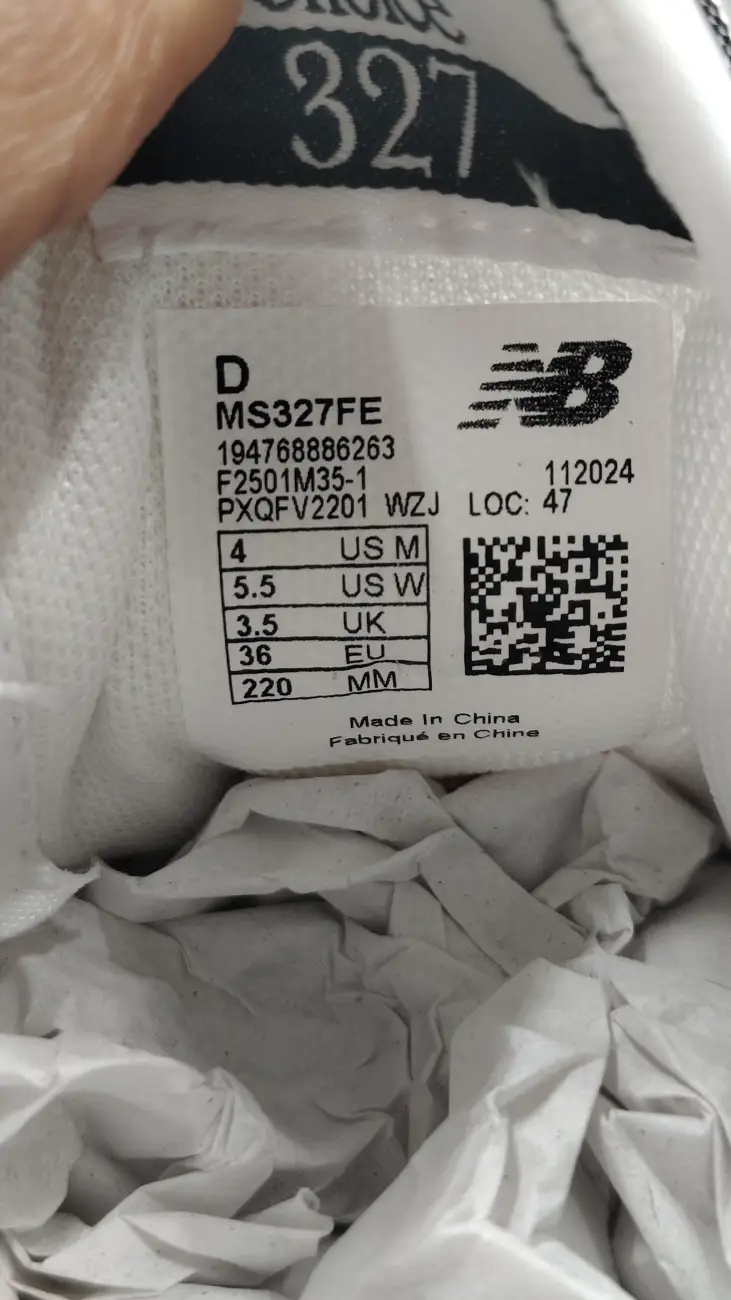 327
D
NB
MS327FE
194768886263
F2501M35-1 112024
PXQFV2201 WZJ LOC: 47
4 US M
5.5 US W
3.5 UK
36 EU
220 MM
Made In China
Fabriqué en Chine